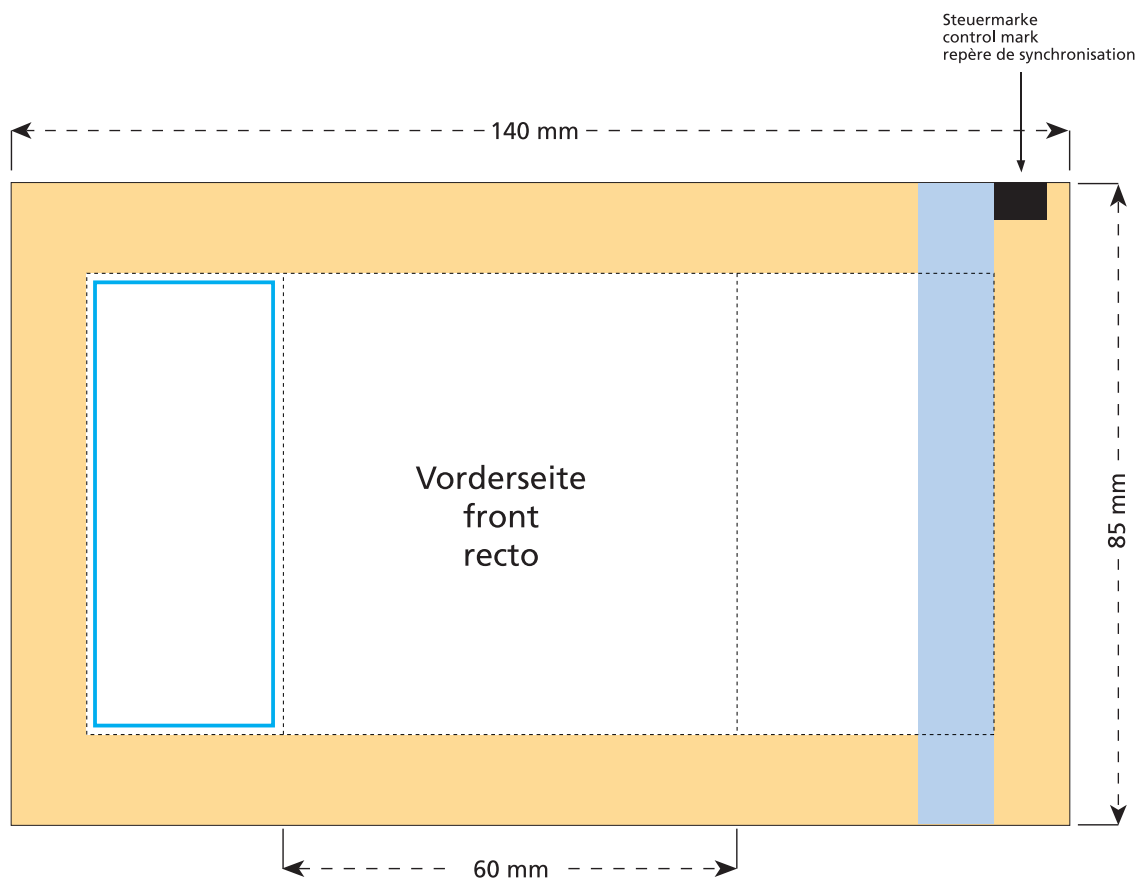 Steuermarke
control mark
repère de synchronisation
140 mm
Vorderseite
front
recto
85 mm
60 mm